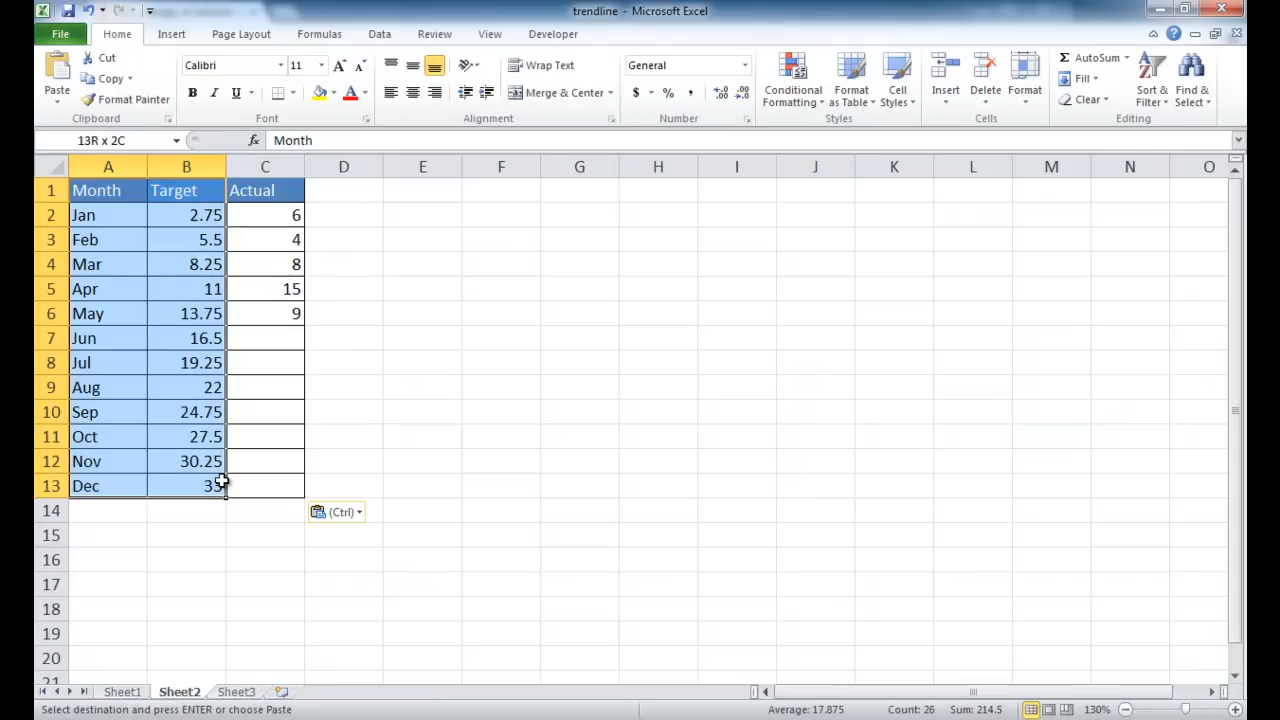 trendline - Microsoft Excel
File Home Insert Page Layout Formulas Data Review View Developer
Paste Cut Copy Format Painter Clipboard
Calibri 11 B I U A Font
Wrap Text Merge & Center Alignment
General $ % , Number
Conditional Formatting Format as Table Cell Styles Styles
Insert Delete Format Cells
Σ AutoSum Fill Clear Sort & Filter Find & Select Editing
13R x 2C fx Month
A B C D E F G H I J K L M N O
1 Month Target Actual
2 Jan 2.75 6
3 Feb 5.5 4
4 Mar 8.25 8
5 Apr 11 15
6 May 13.75 9
7 Jun 16.5
8 Jul 19.25
9 Aug 22
10 Sep 24.75
11 Oct 27.5
12 Nov 30.25
13 Dec 33
14 (Ctrl)
15
16
17
18
19
20
21
Sheet1 Sheet2 Sheet3
Select destination and press ENTER or choose Paste Average: 17.875 Count: 26 Sum: 214.5 130%